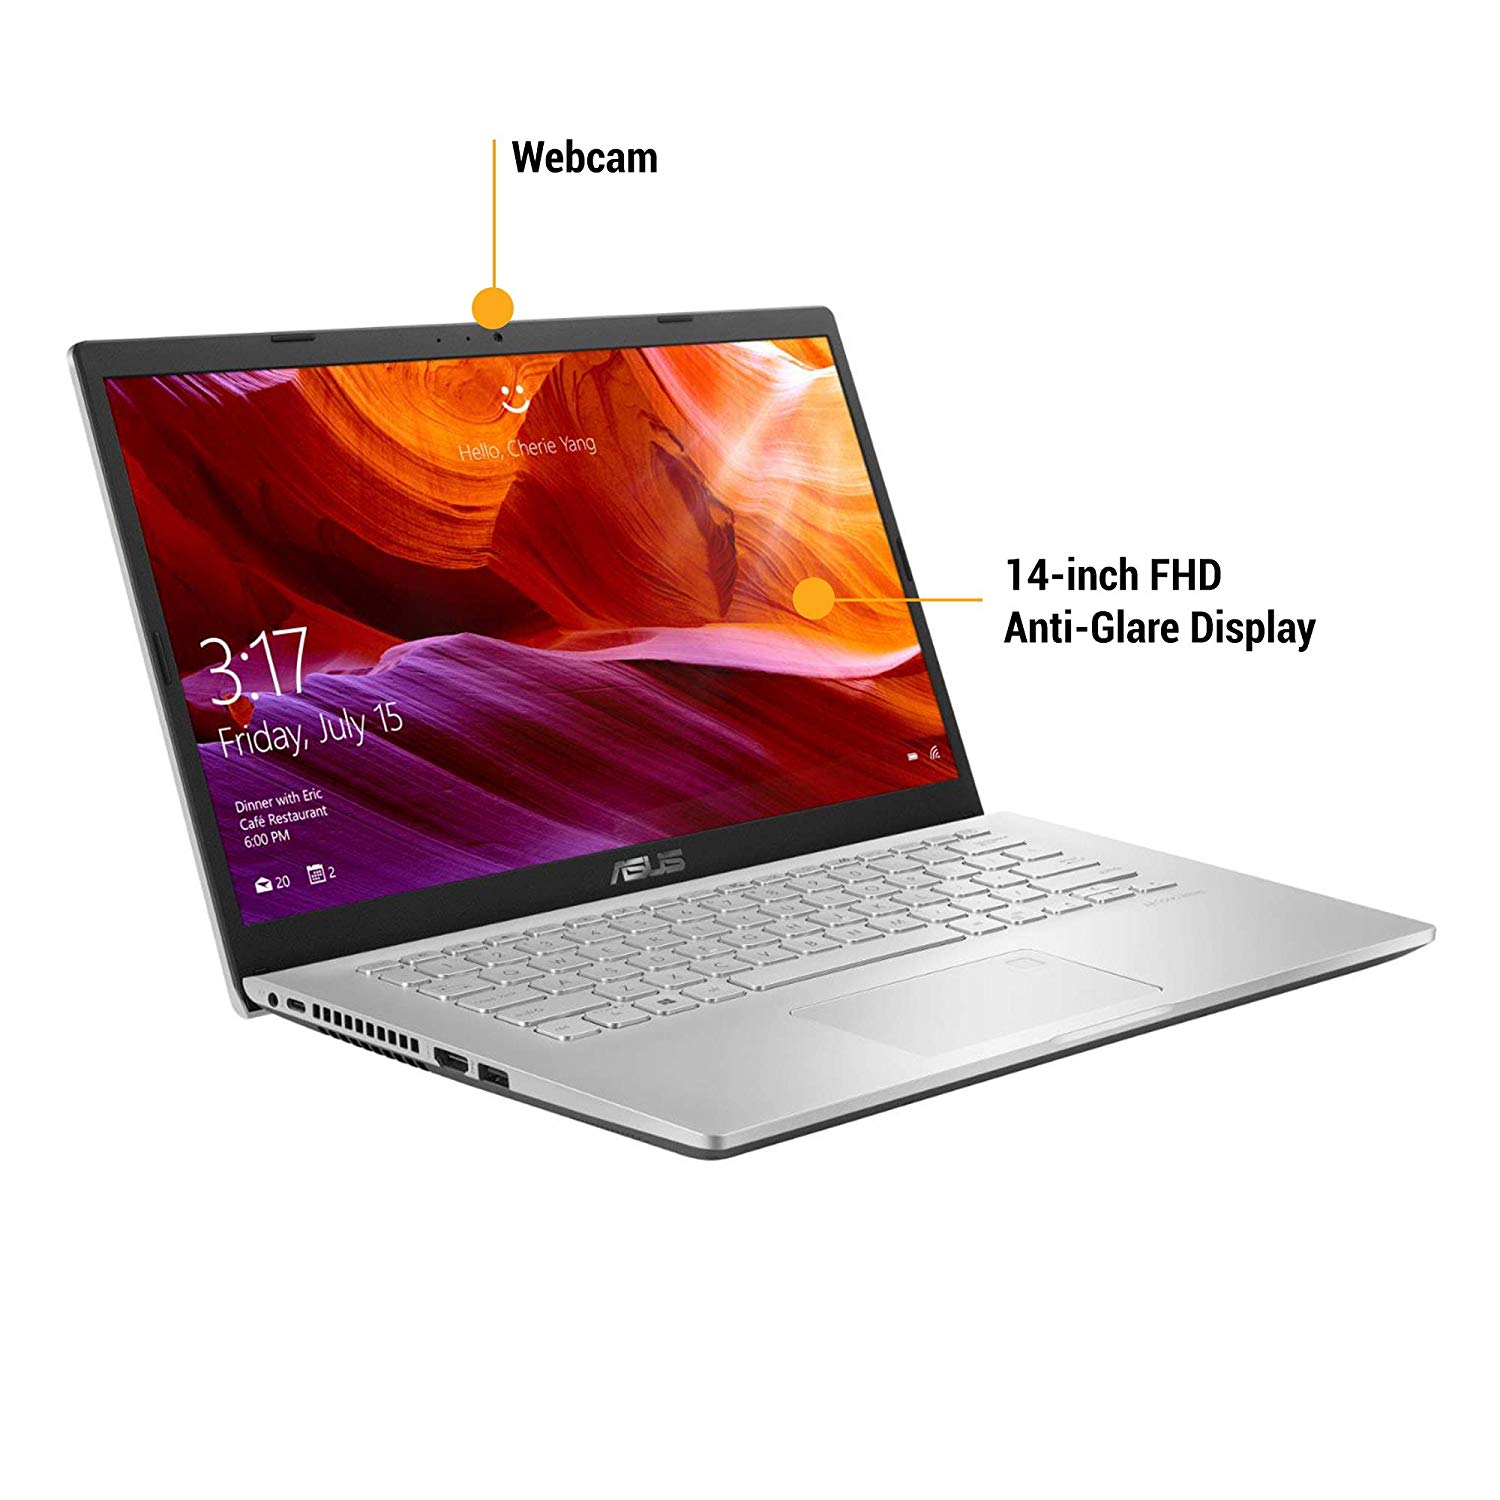 Webcam
Hello, Cherie Yang
14-inch FHD
Anti-Glare Display
3:17
Friday, July 15
Dinner with Eric
Café Restaurant
6:00 PM
20
2
ASUS